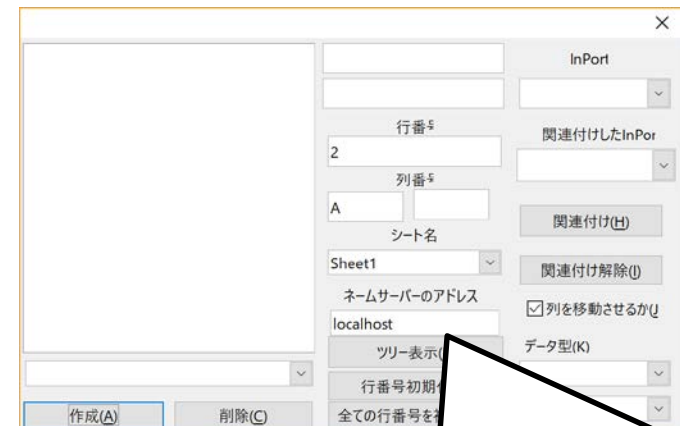 InPort
行番号
2
関連付けしたInPor
列番号
A
関連付け(H)
シート名
Sheet1
関連付け解除(I)
ネームサーバーのアドレス
列を移動させるか(J
localhost
ツリー表示(
データ型(K)
行番号初期
作成(A)
削除(C)
全ての行番号を